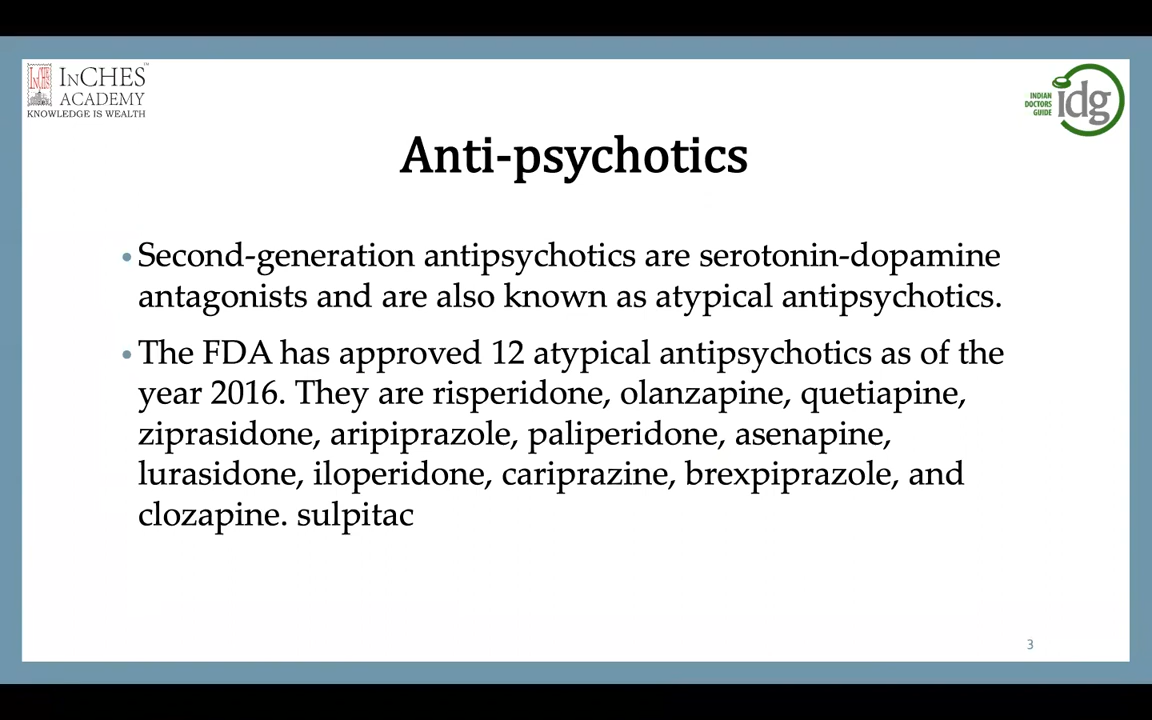 InCHES
ACADEMY
KNOWLEDGE IS WEALTH
INDIAN
DOCTORS
GUIDE
idg
Anti-psychotics
• Second-generation antipsychotics are serotonin-dopamine
antagonists and are also known as atypical antipsychotics.
• The FDA has approved 12 atypical antipsychotics as of the
year 2016. They are risperidone, olanzapine, quetiapine,
ziprasidone, aripiprazole, paliperidone, asenapine,
lurasidone, iloperidone, cariprazine, brexpiprazole, and
clozapine. sulpitac
3